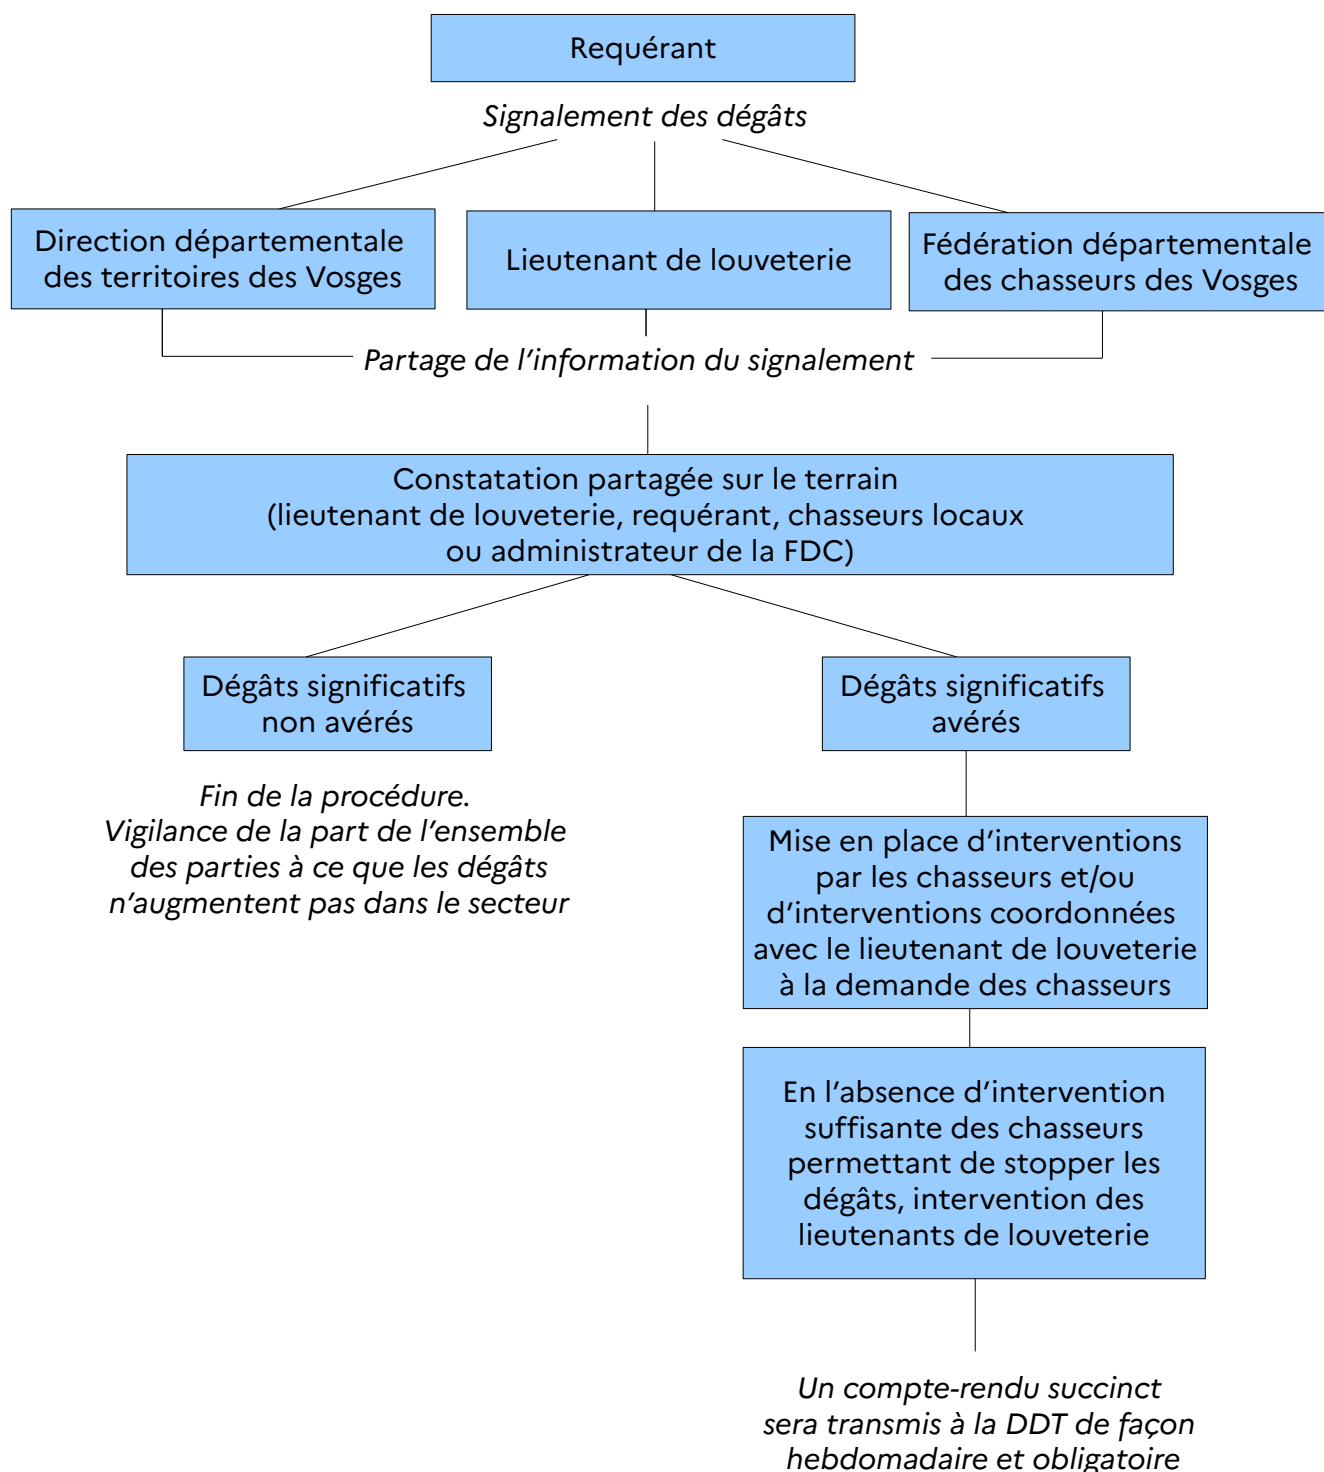 Requérant
Signalement des dégâts
Direction départementale
des territoires des Vosges
Lieutenant de louveterie
Fédération départementale
des chasseurs des Vosges
Partage de l’information du signalement
Constatation partagée sur le terrain
(lieutenant de louveterie, requérant, chasseurs locaux
ou administrateur de la FDC)
Dégâts significatifs
non avérés
Fin de la procédure.
Vigilance de la part de l’ensemble
des parties à ce que les dégâts
n’augmentent pas dans le secteur
Dégâts significatifs
avérés
Mise en place d’interventions
par les chasseurs et/ou
d’interventions coordonnées
avec le lieutenant de louveterie
à la demande des chasseurs
En l’absence d’intervention
suffisante des chasseurs
permettant de stopper les
dégâts, intervention des
lieutenants de louveterie
Un compte-rendu succinct
sera transmis à la DDT de façon
hebdomadaire et obligatoire